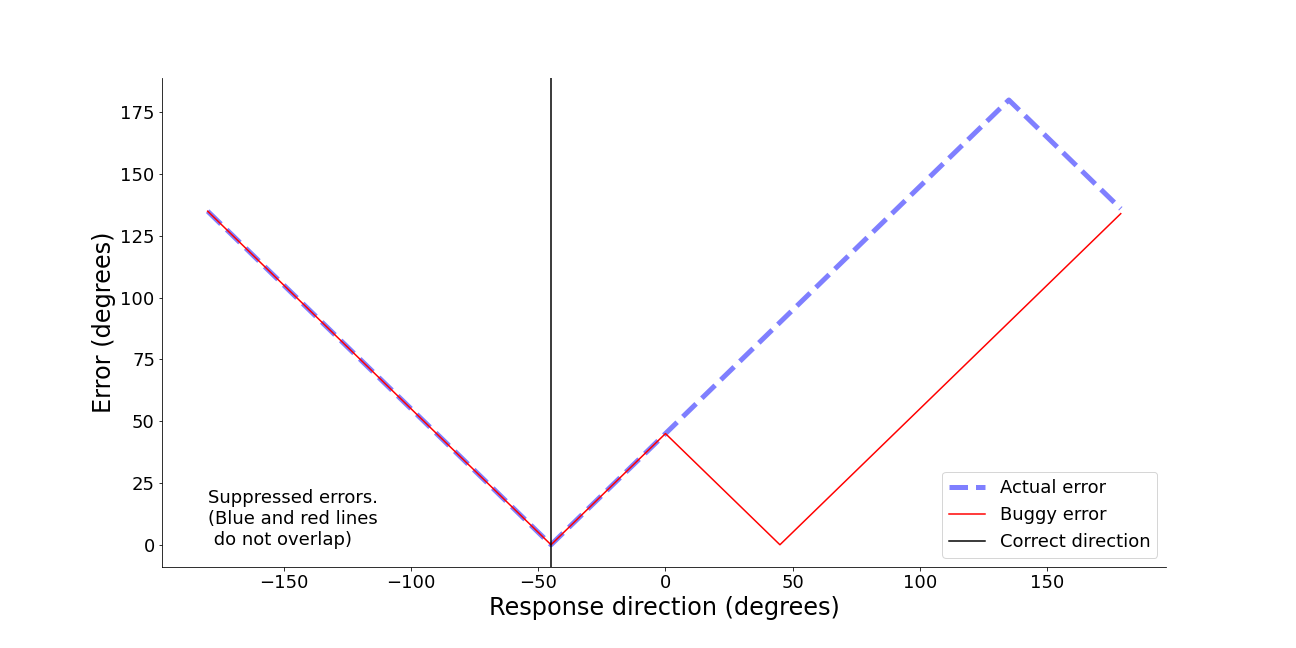 175
150
125
100
75
50
25
0
Error (degrees)
Suppressed errors.
(Blue and red lines
do not overlap)
Actual error
Buggy error
Correct direction
−150
−100
−50
0
50
100
150
Response direction (degrees)